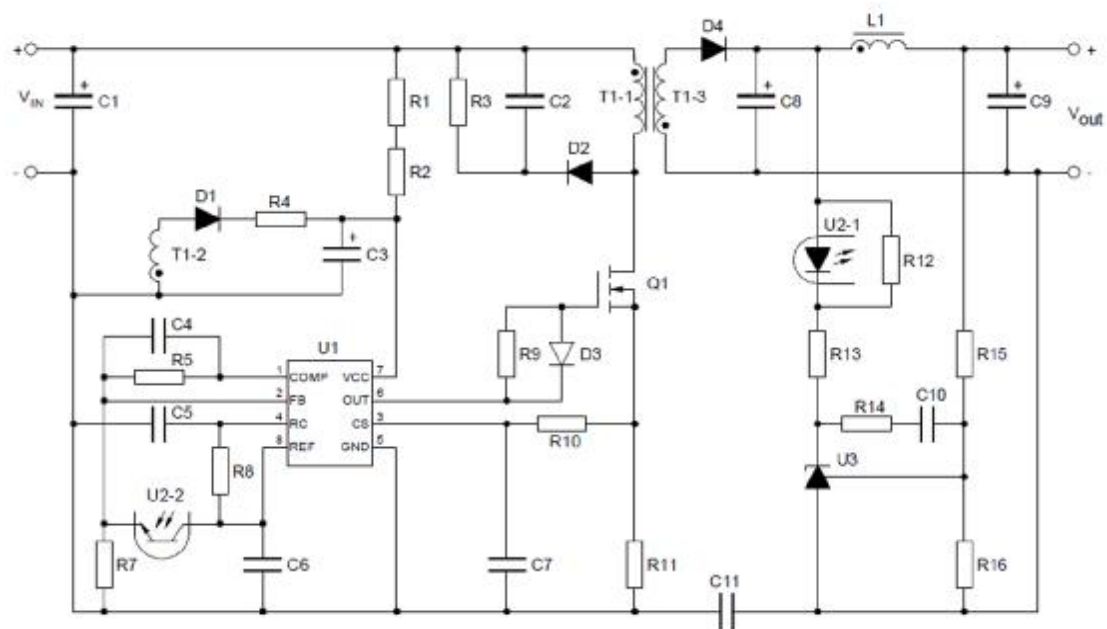 D4
L1
+
+
+
+
+
R1
R3
C2
T1-1
T1-3
C8
C9
V_IN
C1
V_out
D2
-
-
R2
D1
R4
U2-1
T1-2
C3
R12
Q1
C4
U1
R9
D3
R13
R15
R5
1 COMP VCC 7
C10
2 FB OUT 6
C5
R14
4 RC CS 3
8 REF GND 5
R10
R8
U3
U2-2
R7
C6
C7
R11
R16
C11